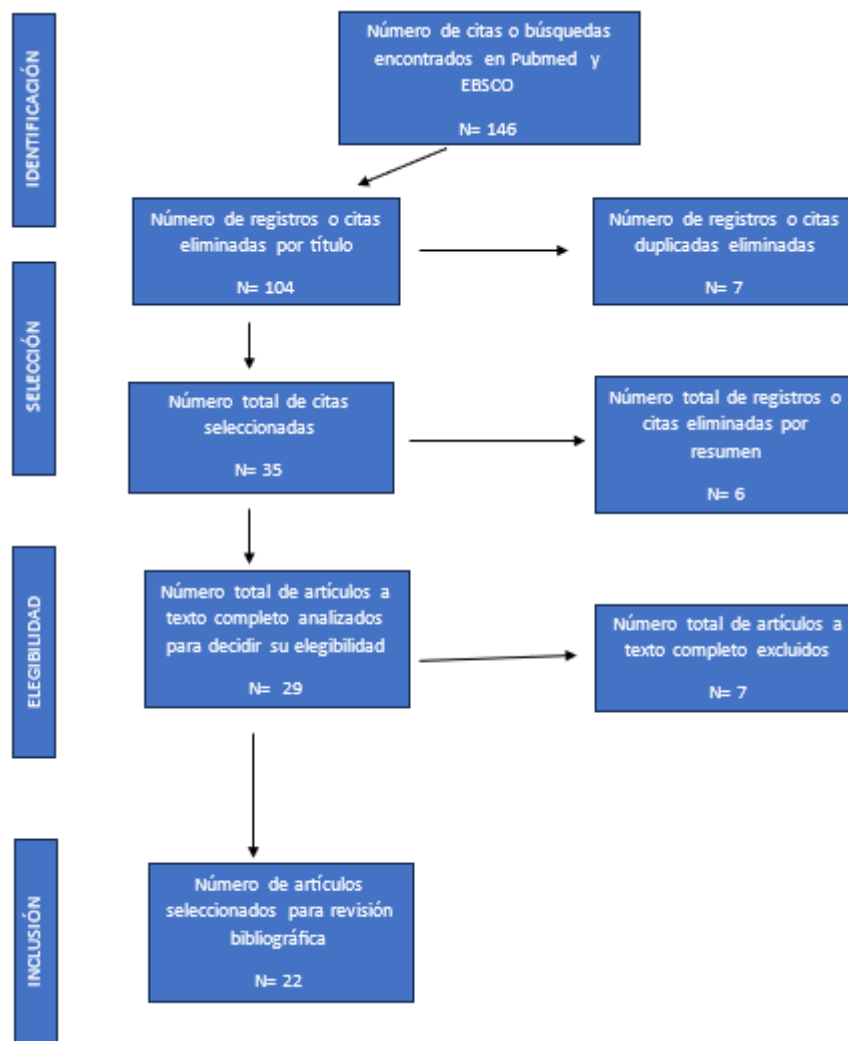 IDENTIFICACIÓN
Número de citas o búsquedas
encontrados en Pubmed y
EBSCO
N= 146
Número de registros o citas
eliminadas por título
N= 104
Número de registros o citas
duplicadas eliminadas
N= 7
SELECCIÓN
Número total de citas
seleccionadas
N= 35
Número total de registros o
citas eliminadas por
resumen
N= 6
ELEGIBILIDAD
Número total de artículos a
texto completo analizados
para decidir su elegibilidad
N= 29
Número total de artículos a
texto completo excluidos
N= 7
INCLUSIÓN
Número de artículos
seleccionados para revisión
bibliográfica
N= 22